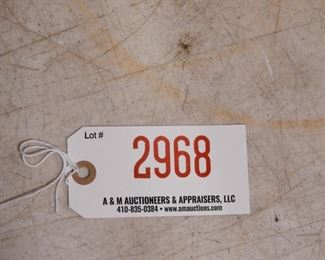 Lot #
2968
A & M AUCTIONEERS & APPRAISERS, LLC
410-835-0384 • www.amauctions.com